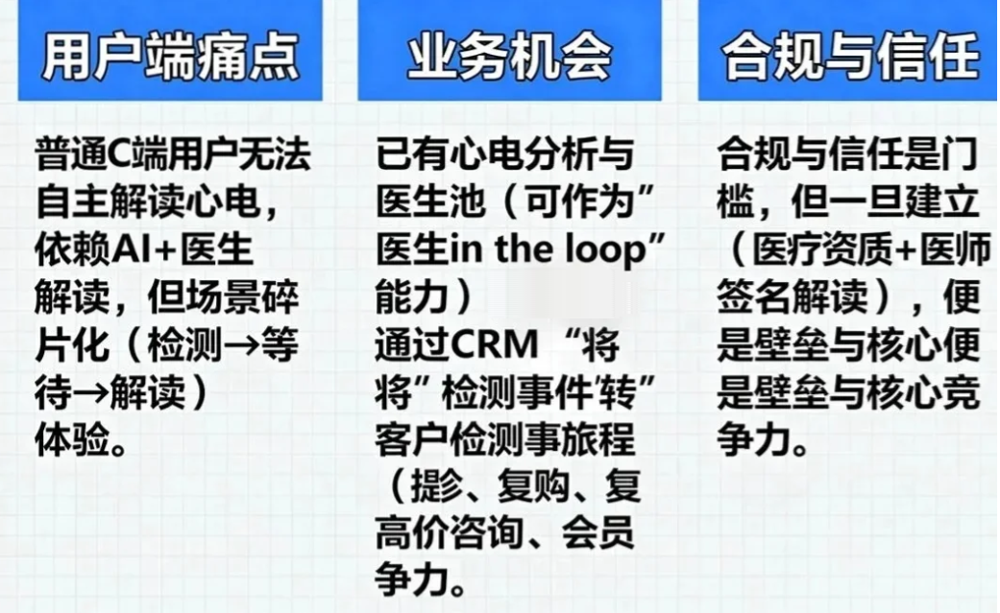 用户端痛点
普通C端用户无法
自主解读心电，
依赖AI+医生
解读，但场景碎
片化（检测→等
待→解读）
体验。
业务机会
已有心电分析与
医生池（可作为”
医生in the loop”
能力）
通过CRM “将
将”检测事件'转”
客户检测事旅程
（提诊、复购、复
高价咨询、会员
争力。
合规与信任
合规与信任是门
槛，但一旦建立
（医疗资质+医师
签名解读），便
是壁垒与核心便
是壁垒与核心竞
争力。